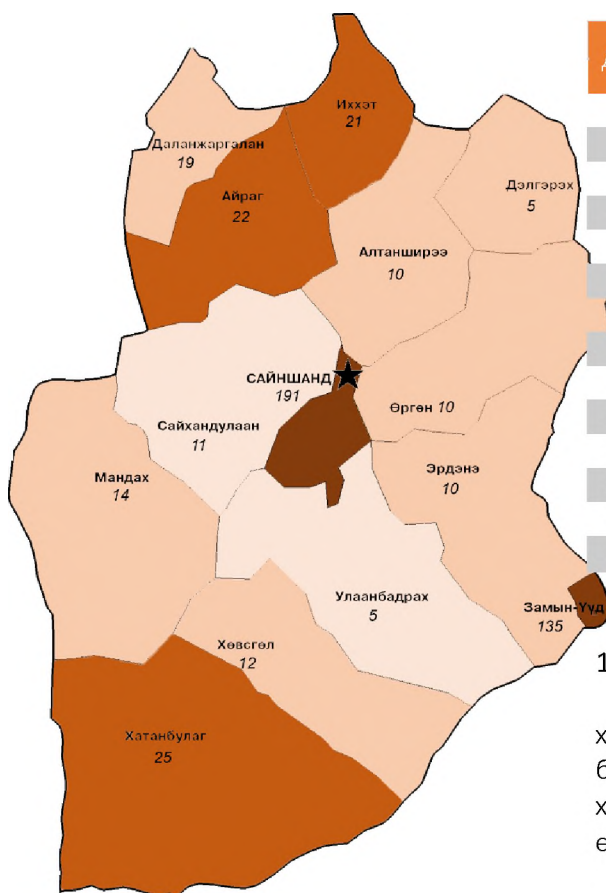 Иххэт
21
Даланжаргалан
19
Айраг
22
Дэлгэрэх
5
Алтанширээ
10
САЙНШАНД
191
Өргөн 10
Сайхандулаан
11
Эрдэнэ
10
Мандах
14
Улаанбадрах
5
Замын-Үүд
135
Хөвсгөл
12
Хатанбулаг
25